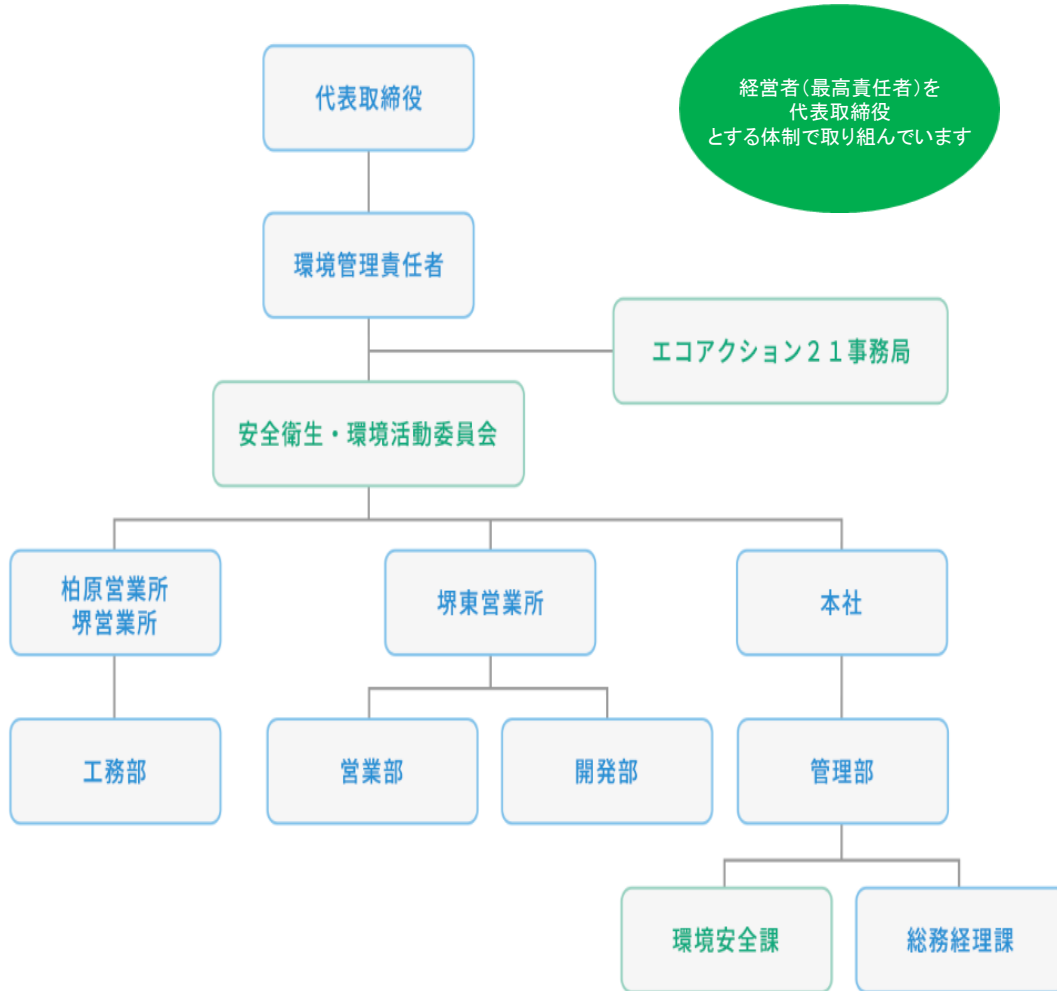 代表取締役
経営者(最高責任者)を
代表取締役
とする体制で取り組んでいます
環境管理責任者
エコアクション21事務局
安全衛生・環境活動委員会
柏原営業所
堺営業所
堺東営業所
本社
工務部
営業部
開発部
管理部
環境安全課
総務経理課